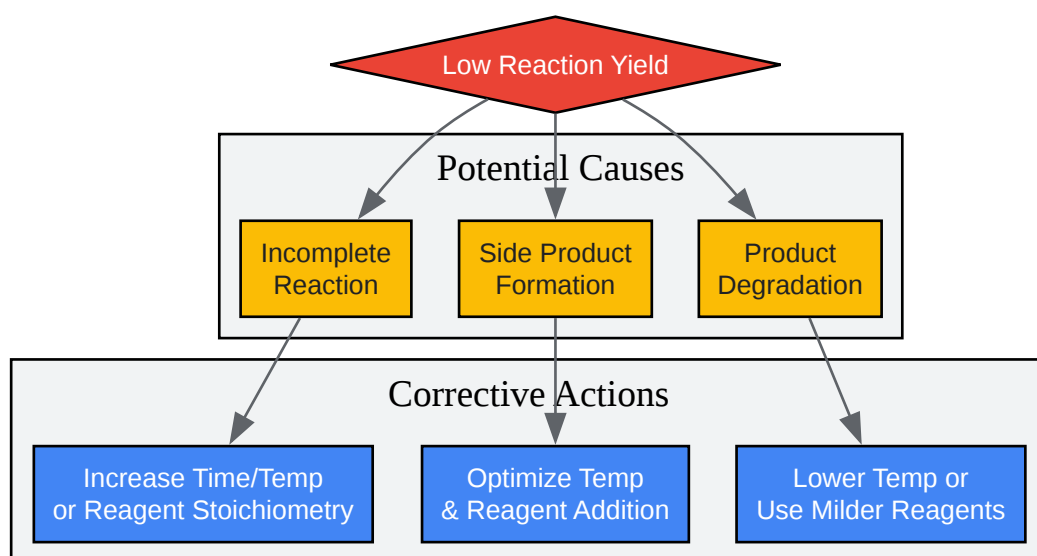 Low Reaction Yield
Potential Causes
Incomplete
Reaction
Side Product
Formation
Product
Degradation
Corrective Actions
Increase Time/Temp
or Reagent Stoichiometry
Optimize Temp
& Reagent Addition
Lower Temp or
Use Milder Reagents